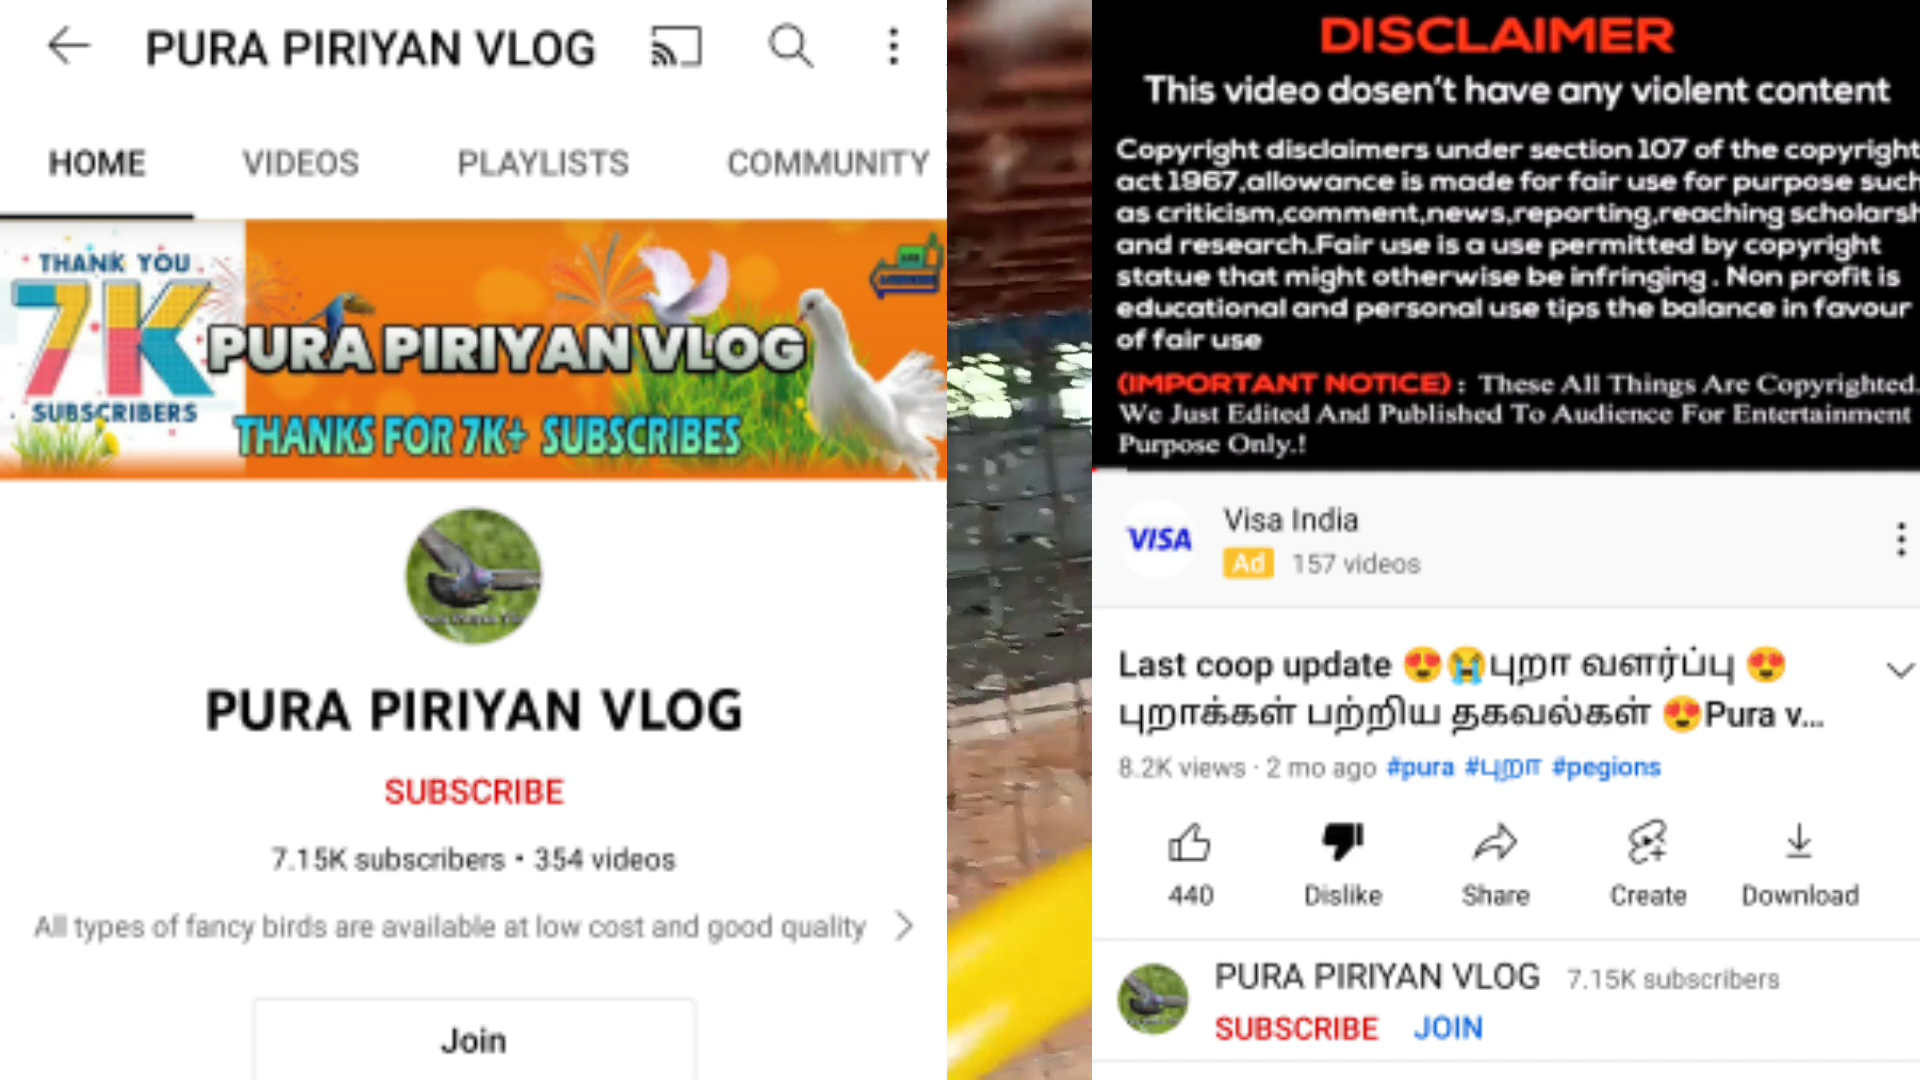 PURA PIRIYAN VLOG
HOME VIDEOS PLAYLISTS COMMUNITY
THANK YOU
7K
SUBSCRIBERS
PURA PIRIYAN VLOG
THANKS FOR 7K+ SUBSCRIBES
PURA PIRIYAN VLOG
SUBSCRIBE
7.15K subscribers • 354 videos
All types of fancy birds are available at low cost and good quality
Join
DISCLAIMER
This video dosen't have any violent content
Copyright disclaimers under section 107 of the copyright
act 1967,allowance is made for fair use for purpose such
as criticism,comment,news,reporting,reaching scholarsh
and research.Fair use is a use permitted by copyright
statue that might otherwise be infringing . Non profit is
educational and personal use tips the balance in favour
of fair use
(IMPORTANT NOTICE) : These All Things Are Copyrighted.
We Just Edited And Published To Audience For Entertainment
Purpose Only.!
VISA
Visa India
Ad 157 videos
Last coop update 😍😭புறா வளர்ப்பு 😍
புறாக்கள் பற்றிய தகவல்கள் 😍Pura v...
8.2K views · 2 mo ago #pura #புறா #pegions
440 Dislike Share Create Download
PURA PIRIYAN VLOG 7.15K subscribers
SUBSCRIBE JOIN